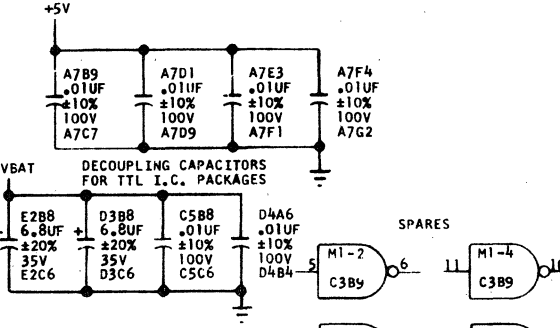 +5V
A7B9
.01UF
±10%
100V
A7C7
A7D1
.01UF
±10%
100V
A7D9
A7E3
.01UF
±10%
100V
A7F1
A7F4
.01UF
±10%
100V
A7G2
DECOUPLING CAPACITORS
FOR TTL I.C. PACKAGES
VBAT
E2B8
6.8UF
±20%
35V
E2C6
+
D3B8
6.8UF
±20%
35V
D3C6
C5B8
.01UF
±10%
100V
C5C6
D4A6
.01UF
±10%
100V
D4B4
SPARES
5
M1-2
C3B9
6
11
M1-4
C3B9